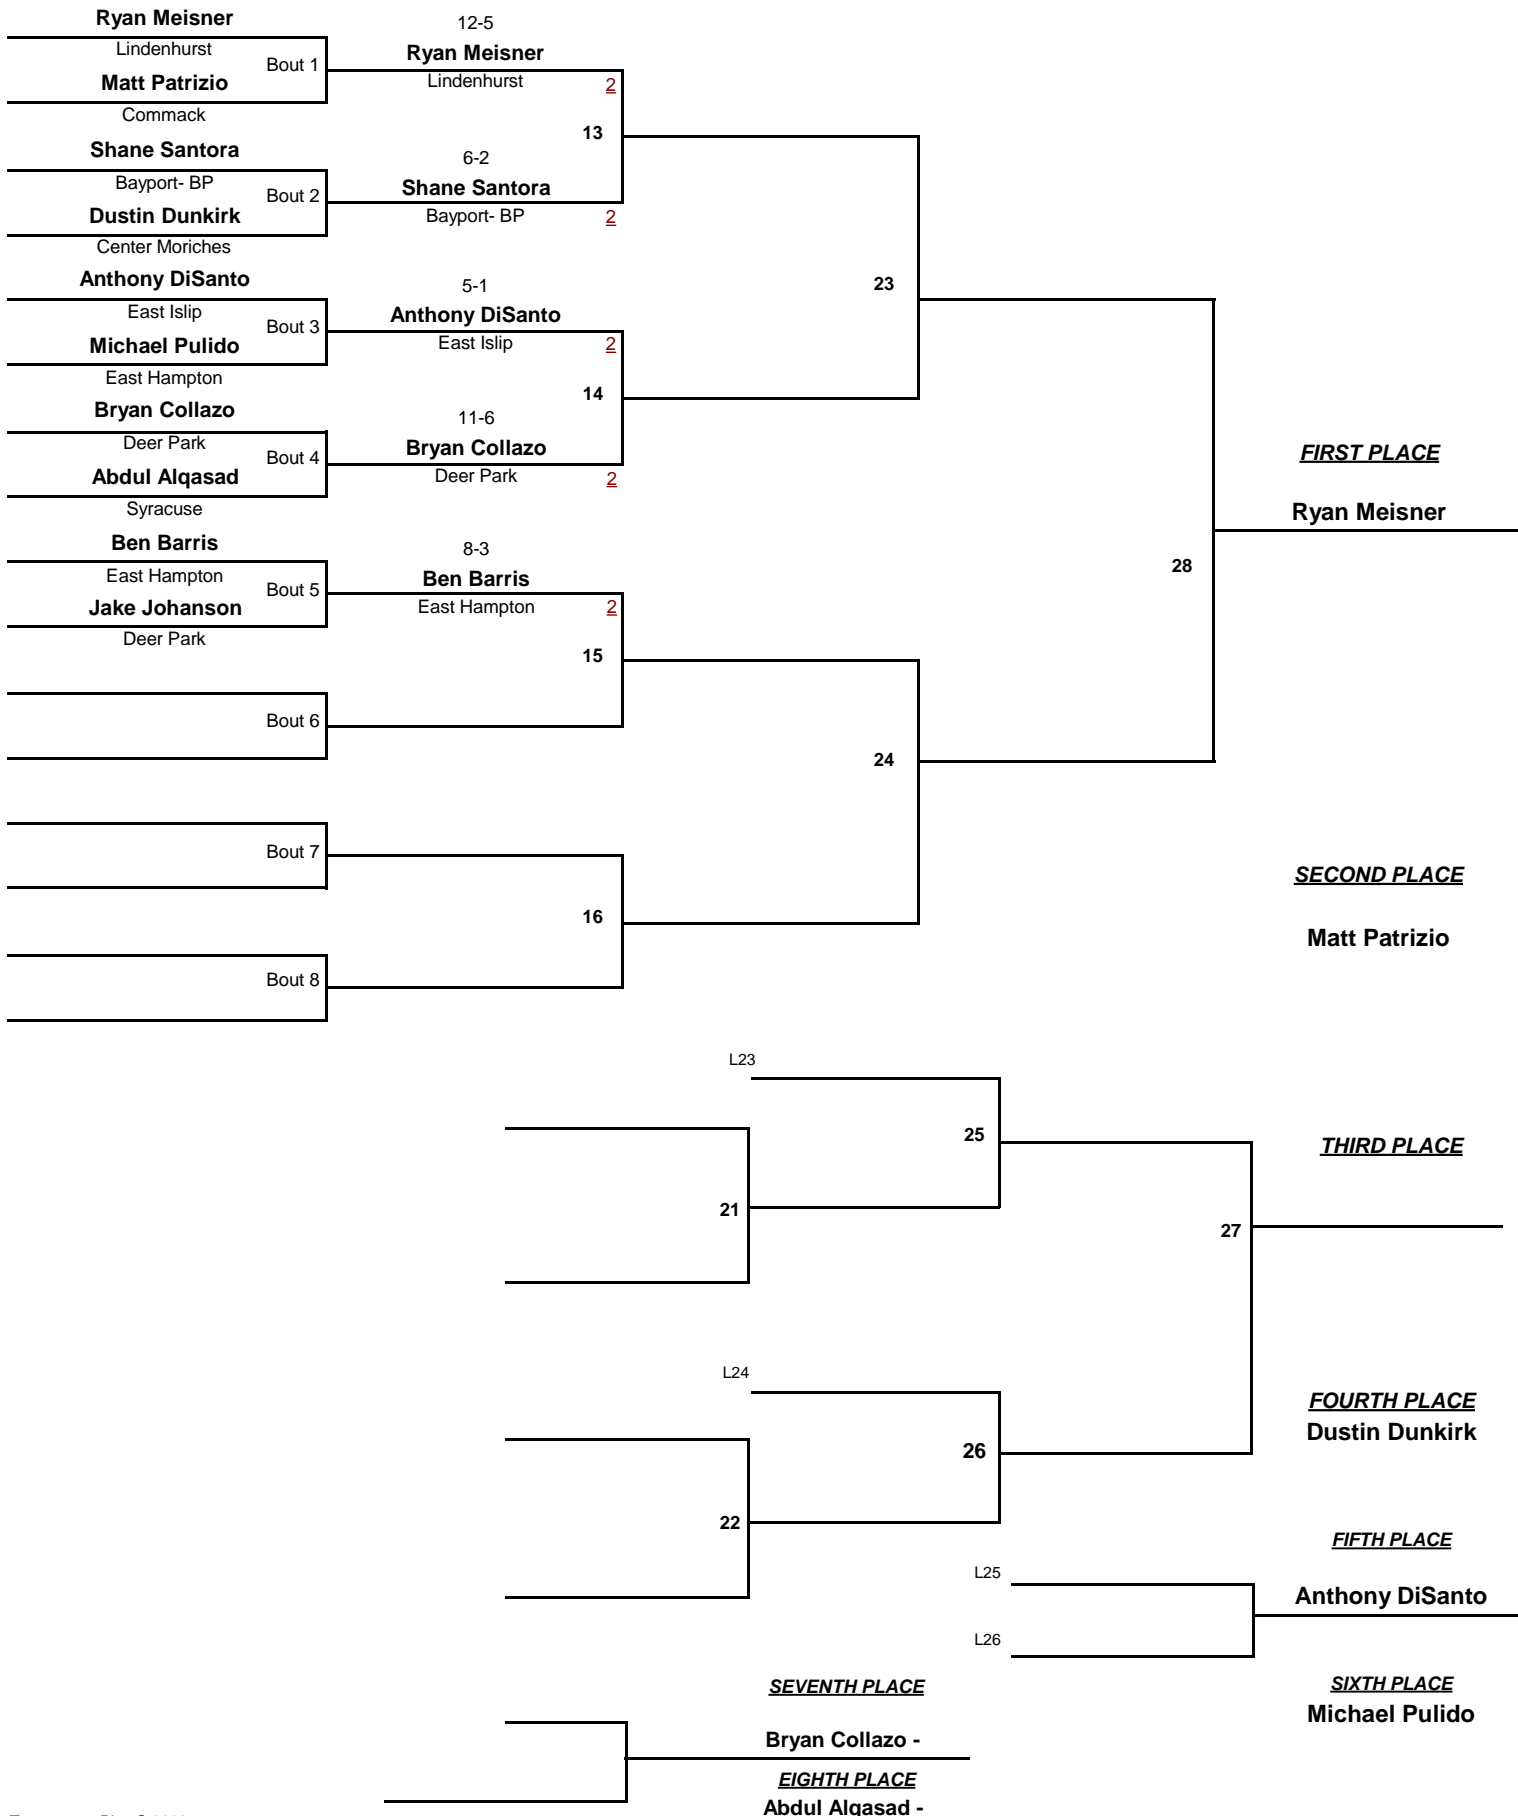 Ryan Meisner
Lindenhurst
Bout 1
Matt Patrizio
Commack
12-5
Ryan Meisner
Lindenhurst
2
13
Shane Santora
Bayport- BP
Bout 2
Dustin Dunkirk
Center Moriches
6-2
Shane Santora
Bayport- BP
2
23
Anthony DiSanto
East Islip
Bout 3
Michael Pulido
East Hampton
5-1
Anthony DiSanto
East Islip
2
14
Bryan Collazo
Deer Park
Bout 4
Abdul Alqasad
Syracuse
11-6
Bryan Collazo
Deer Park
2
FIRST PLACE
Ryan Meisner
28
Ben Barris
East Hampton
Bout 5
Jake Johanson
Deer Park
8-3
Ben Barris
East Hampton
2
15
Bout 6
24
Bout 7
16
Bout 8
SECOND PLACE
Matt Patrizio
L23
25
21
THIRD PLACE
27
L24
26
22
FOURTH PLACE
Dustin Dunkirk
FIFTH PLACE
L25
Anthony DiSanto
L26
SIXTH PLACE
Michael Pulido
SEVENTH PLACE
Bryan Collazo -
EIGHTH PLACE
Abdul Alqasad -